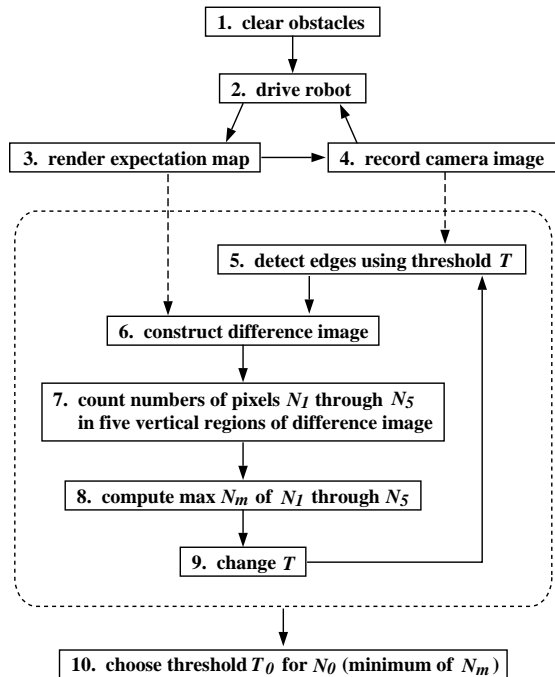 1. clear obstacles
2. drive robot
3. render expectation map
4. record camera image
5. detect edges using threshold T
6. construct difference image
7. count numbers of pixels N1 through N5
in five vertical regions of difference image
8. compute max Nm of N1 through N5
9. change T
10. choose threshold T0 for N0 (minimum of Nm)